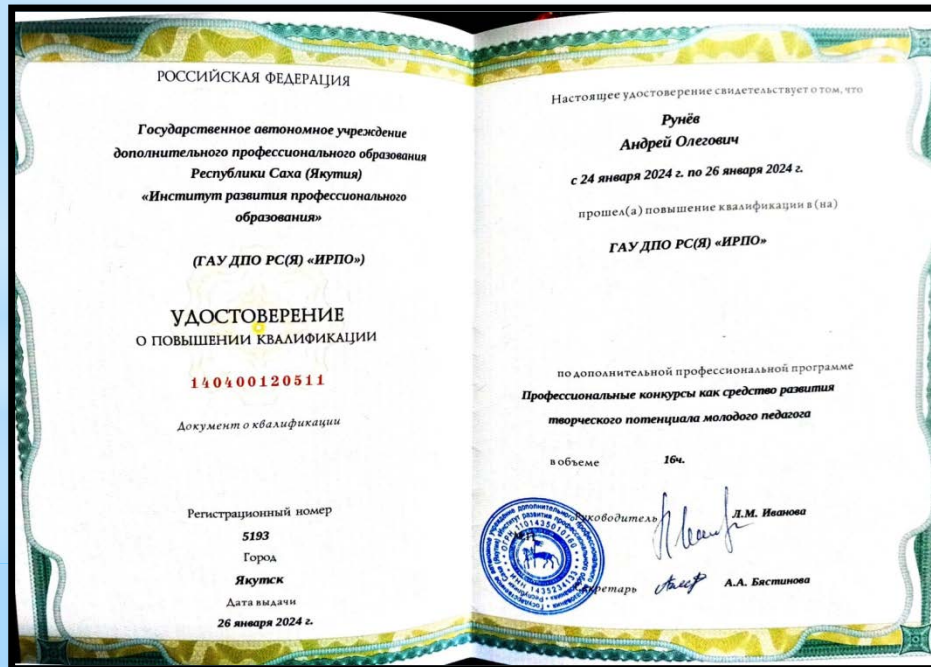 РОССИЙСКАЯ ФЕДЕРАЦИЯ
Государственное автономное учреждение
дополнительного профессионального образования
Республики Саха (Якутия)
«Институт развития профессионального
образования»
(ГАУ ДПО РС(Я) «ИРПО»)
УДОСТОВЕРЕНИЕ
О ПОВЫШЕНИИ КВАЛИФИКАЦИИ
140400120511
Документ о квалификации
Регистрационный номер
5193
Город
Якутск
Дата выдачи
26 января 2024 г.
Настоящее удостоверение свидетельствует о том, что
Рунёв
Андрей Олегович
с 24 января 2024 г. по 26 января 2024 г.
прошел(а) повышение квалификации в (на)
ГАУ ДПО РС(Я) «ИРПО»
по дополнительной профессиональной программе
Профессиональные конкурсы как средство развития
творческого потенциала молодого педагога
в объеме 16ч.
Руководитель Л.М. Иванова
Секретарь А.А. Бястинова